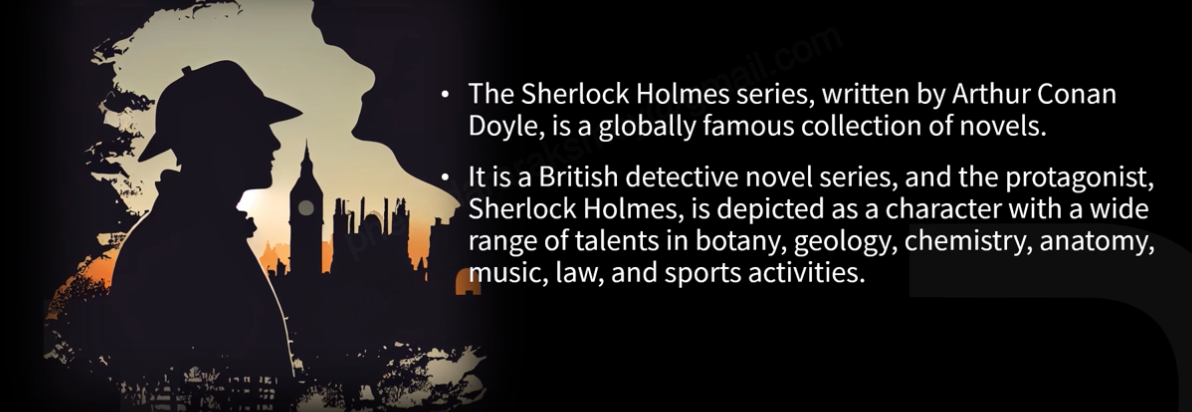 • The Sherlock Holmes series, written by Arthur Conan
Doyle, is a globally famous collection of novels.
• It is a British detective novel series, and the protagonist,
Sherlock Holmes, is depicted as a character with a wide
range of talents in botany, geology, chemistry, anatomy,
music, law, and sports activities.